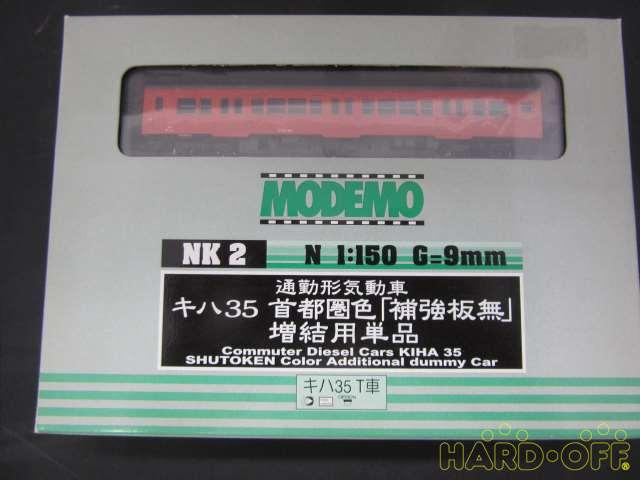 MODEMO
NK 2 N 1:150 G=9mm
通勤形気動車
キハ35 首都圏色「補強板無」
増結用単品
Commuter Diesel Cars KIHA 35
SHUTOKEN Color Additional dummy Car
キハ35T車
HARD·OFF